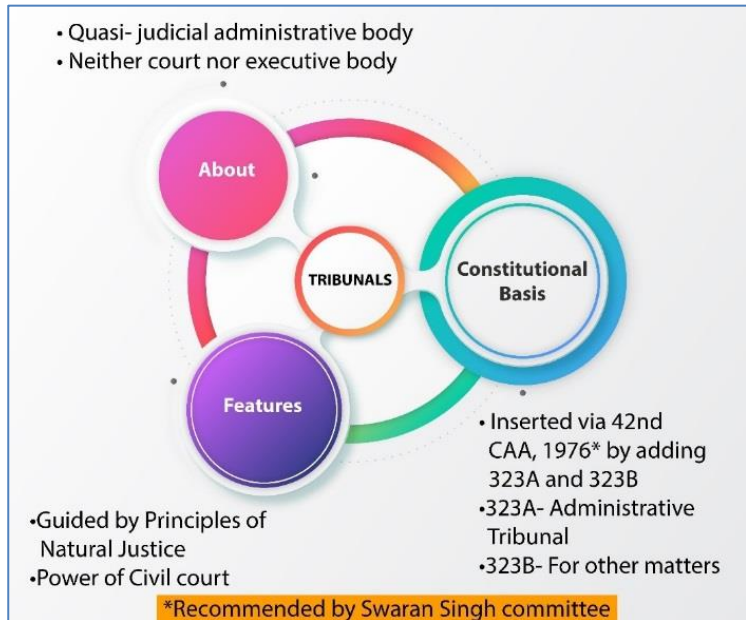 • Quasi- judicial administrative body
• Neither court nor executive body
About
TRIBUNALS
Constitutional
Basis
Features
• Inserted via 42nd
CAA, 1976* by adding
323A and 323B
•323A- Administrative
Tribunal
•323B- For other matters
•Guided by Principles of
Natural Justice
•Power of Civil court
*Recommended by Swaran Singh committee